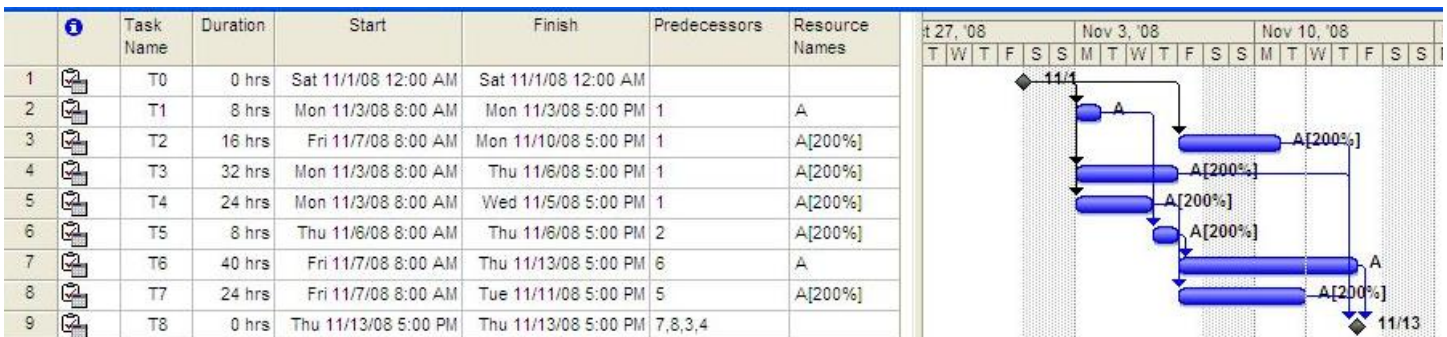 Task Name Duration Start Finish Predecessors Resource Names
1 T0 0 hrs Sat 11/1/08 12:00 AM Sat 11/1/08 12:00 AM
2 T1 8 hrs Mon 11/3/08 8:00 AM Mon 11/3/08 5:00 PM 1 A
3 T2 16 hrs Fri 11/7/08 8:00 AM Mon 11/10/08 5:00 PM 1 A[200%]
4 T3 32 hrs Mon 11/3/08 8:00 AM Thu 11/6/08 5:00 PM 1 A[200%]
5 T4 24 hrs Mon 11/3/08 8:00 AM Wed 11/5/08 5:00 PM 1 A[200%]
6 T5 8 hrs Thu 11/6/08 8:00 AM Thu 11/6/08 5:00 PM 2 A[200%]
7 T6 40 hrs Fri 11/7/08 8:00 AM Thu 11/13/08 5:00 PM 6 A
8 T7 24 hrs Fri 11/7/08 8:00 AM Tue 11/11/08 5:00 PM 5 A[200%]
9 T8 0 hrs Thu 11/13/08 5:00 PM Thu 11/13/08 5:00 PM 7,8,3,4
t 27, '08 Nov 3, '08 Nov 10, '08
T W T F S S M T W T F S S M T W T F S S
11/1
A
A[200%]
A[200%]
A[200%]
A[200%]
A
A[200%]
11/13